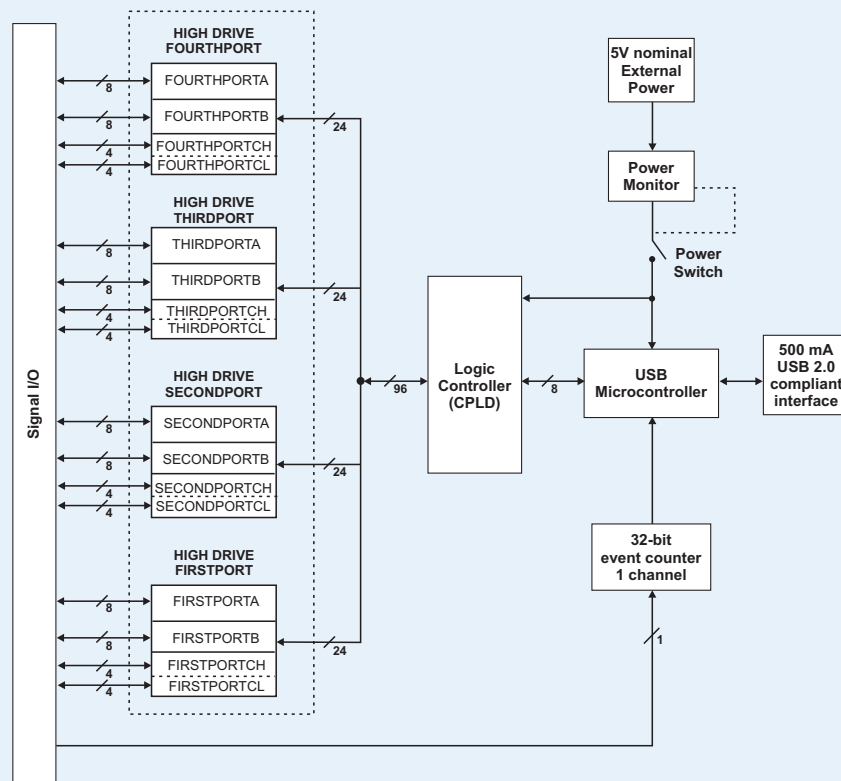 Signal I/O
HIGH DRIVE
FOURTHPORT
FOURTHPORTA
FOURTHPORTB
FOURTHPORTCH
FOURTHPORTCL
8
8
4
4
24
HIGH DRIVE
THIRDPORT
THIRDPORTA
THIRDPORTB
THIRDPORTCH
THIRDPORTCL
8
8
4
4
24
HIGH DRIVE
SECONDPORT
SECONDPORTA
SECONDPORTB
SECONDPORTCH
SECONDPORTCL
8
8
4
4
24
HIGH DRIVE
FIRSTPORT
FIRSTPORTA
FIRSTPORTB
FIRSTPORTCH
FIRSTPORTCL
8
8
4
4
24
96
Logic
Controller
(CPLD)
8
5V nominal
External
Power
Power
Monitor
Power
Switch
USB
Microcontroller
500 mA
USB 2.0
compliant
interface
32-bit
event counter
1 channel
1